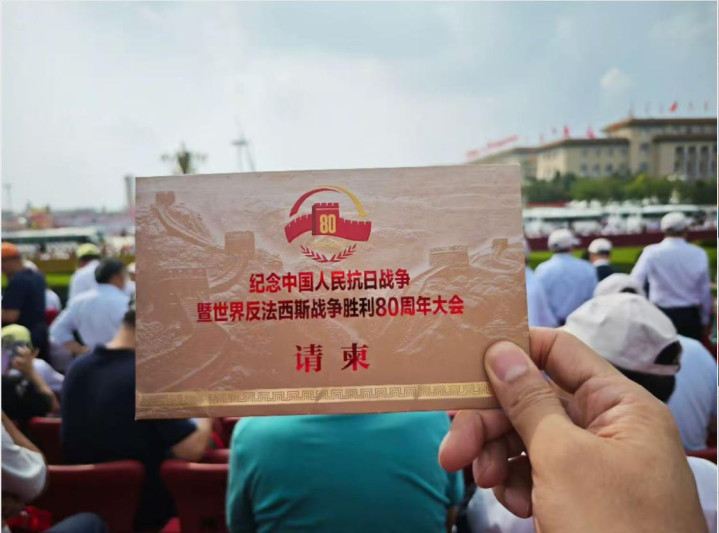 80
纪念中国人民抗日战争
暨世界反法西斯战争胜利80周年大会
请柬